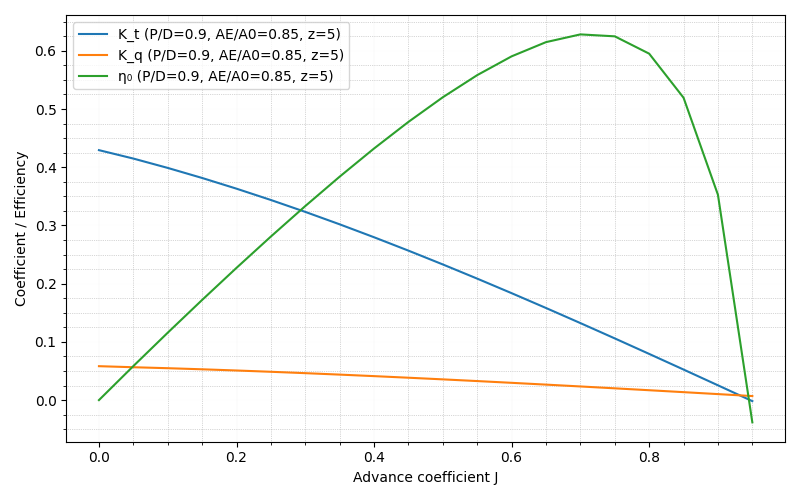 K_t (P/D=0.9, AE/A0=0.85, z=5)
K_q (P/D=0.9, AE/A0=0.85, z=5)
η₀ (P/D=0.9, AE/A0=0.85, z=5)
Coefficient / Efficiency
0.6
0.5
0.4
0.3
0.2
0.1
0.0
0.0 0.2 0.4 0.6 0.8
Advance coefficient J